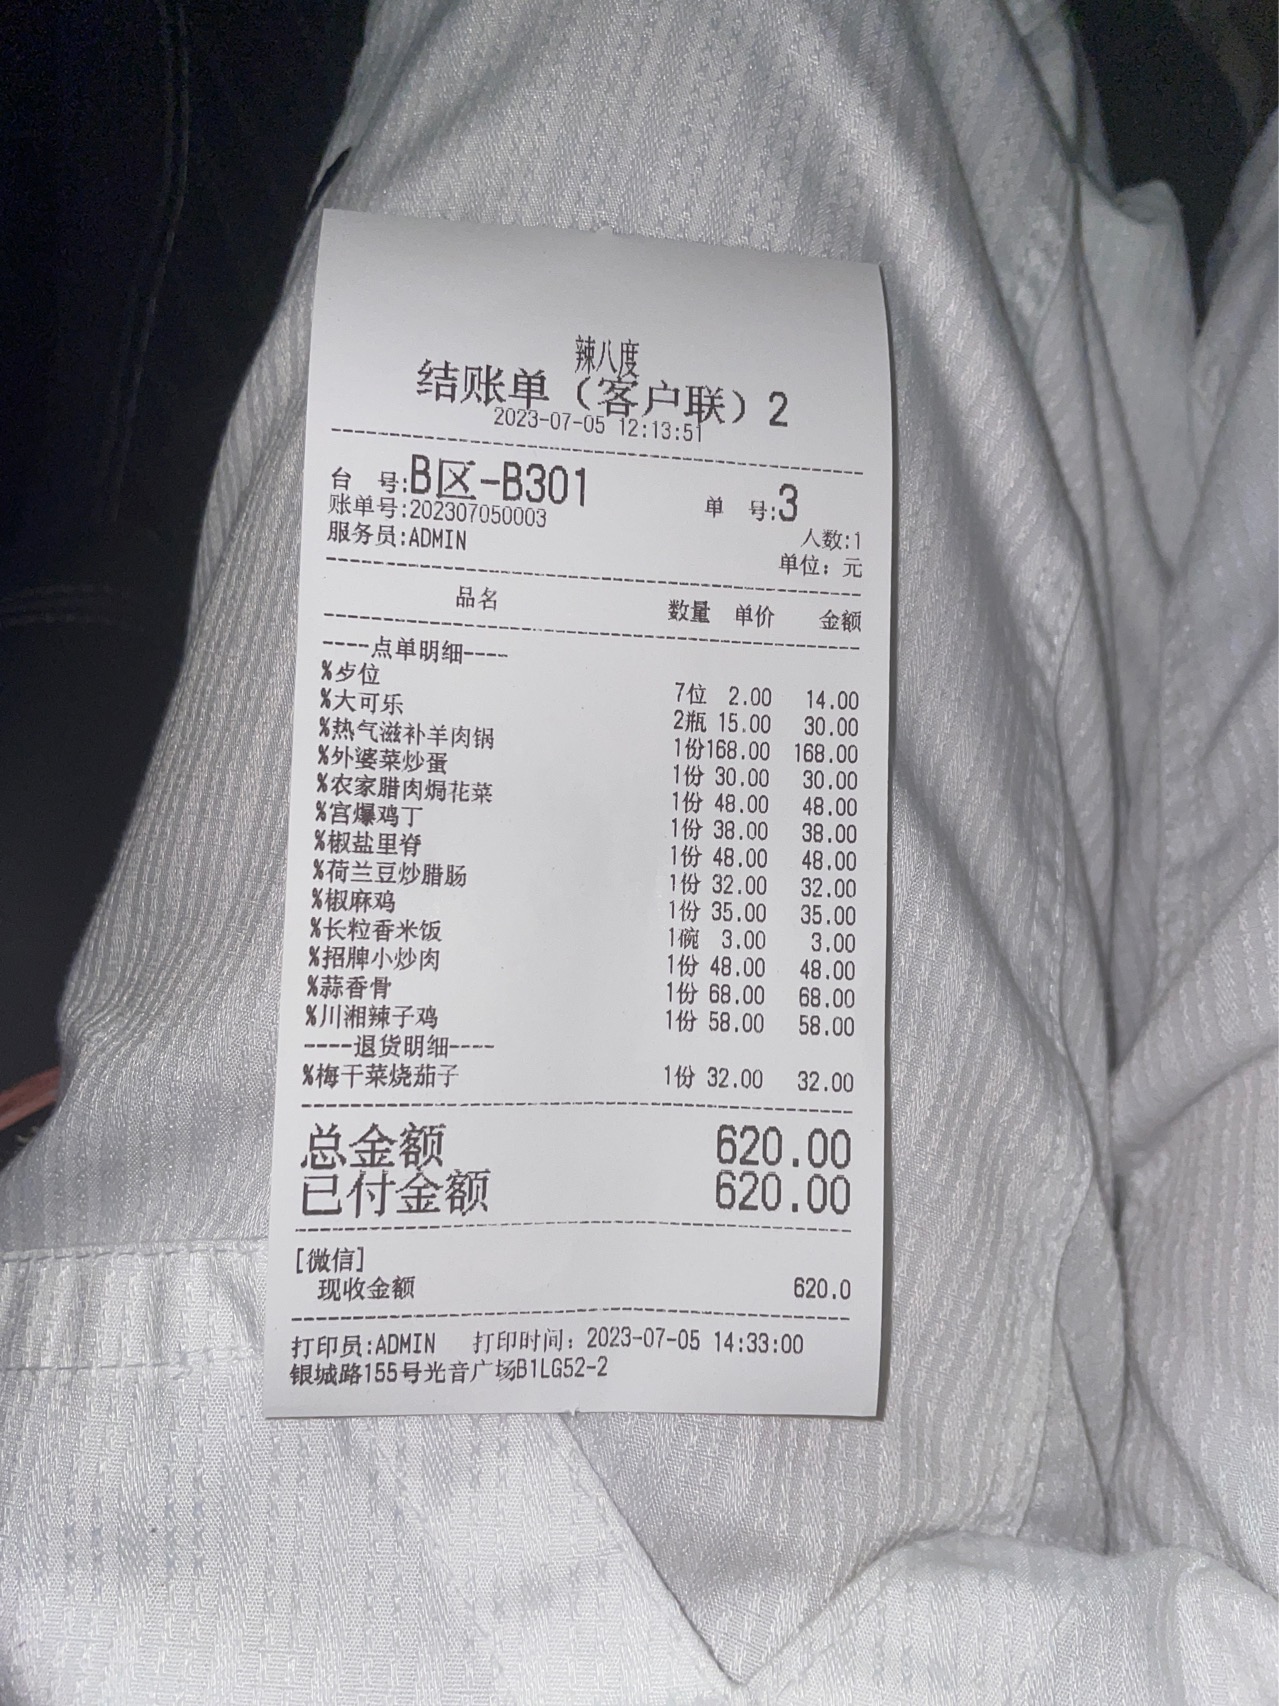 辣八度
结账单（客户联）2
2023-07-05 12:13:51
台 号:B区-B301 单 号:3
账单号:202307050003
服务员:ADMIN 人数:1
单位：元
品名 数量 单价 金额
----点单明细----
%歺位 7位 2.00 14.00
%大可乐 2瓶 15.00 30.00
%热气滋补羊肉锅 1份168.00 168.00
%外婆菜炒蛋 1份 30.00 30.00
%农家腊肉焗花菜 1份 48.00 48.00
%宫爆鸡丁 1份 38.00 38.00
%椒盐里脊 1份 48.00 48.00
%荷兰豆炒腊肠 1份 32.00 32.00
%椒麻鸡 1份 35.00 35.00
%长粒香米饭 1碗 3.00 3.00
%招牌小炒肉 1份 48.00 48.00
%蒜香骨 1份 68.00 68.00
%川湘辣子鸡 1份 58.00 58.00
----退货明细----
%梅干菜烧茄子 1份 32.00 32.00
总金额 620.00
已付金额 620.00
[微信]
现收金额 620.0
打印员:ADMIN 打印时间：2023-07-05 14:33:00
银城路155号光音广场B1LG52-2